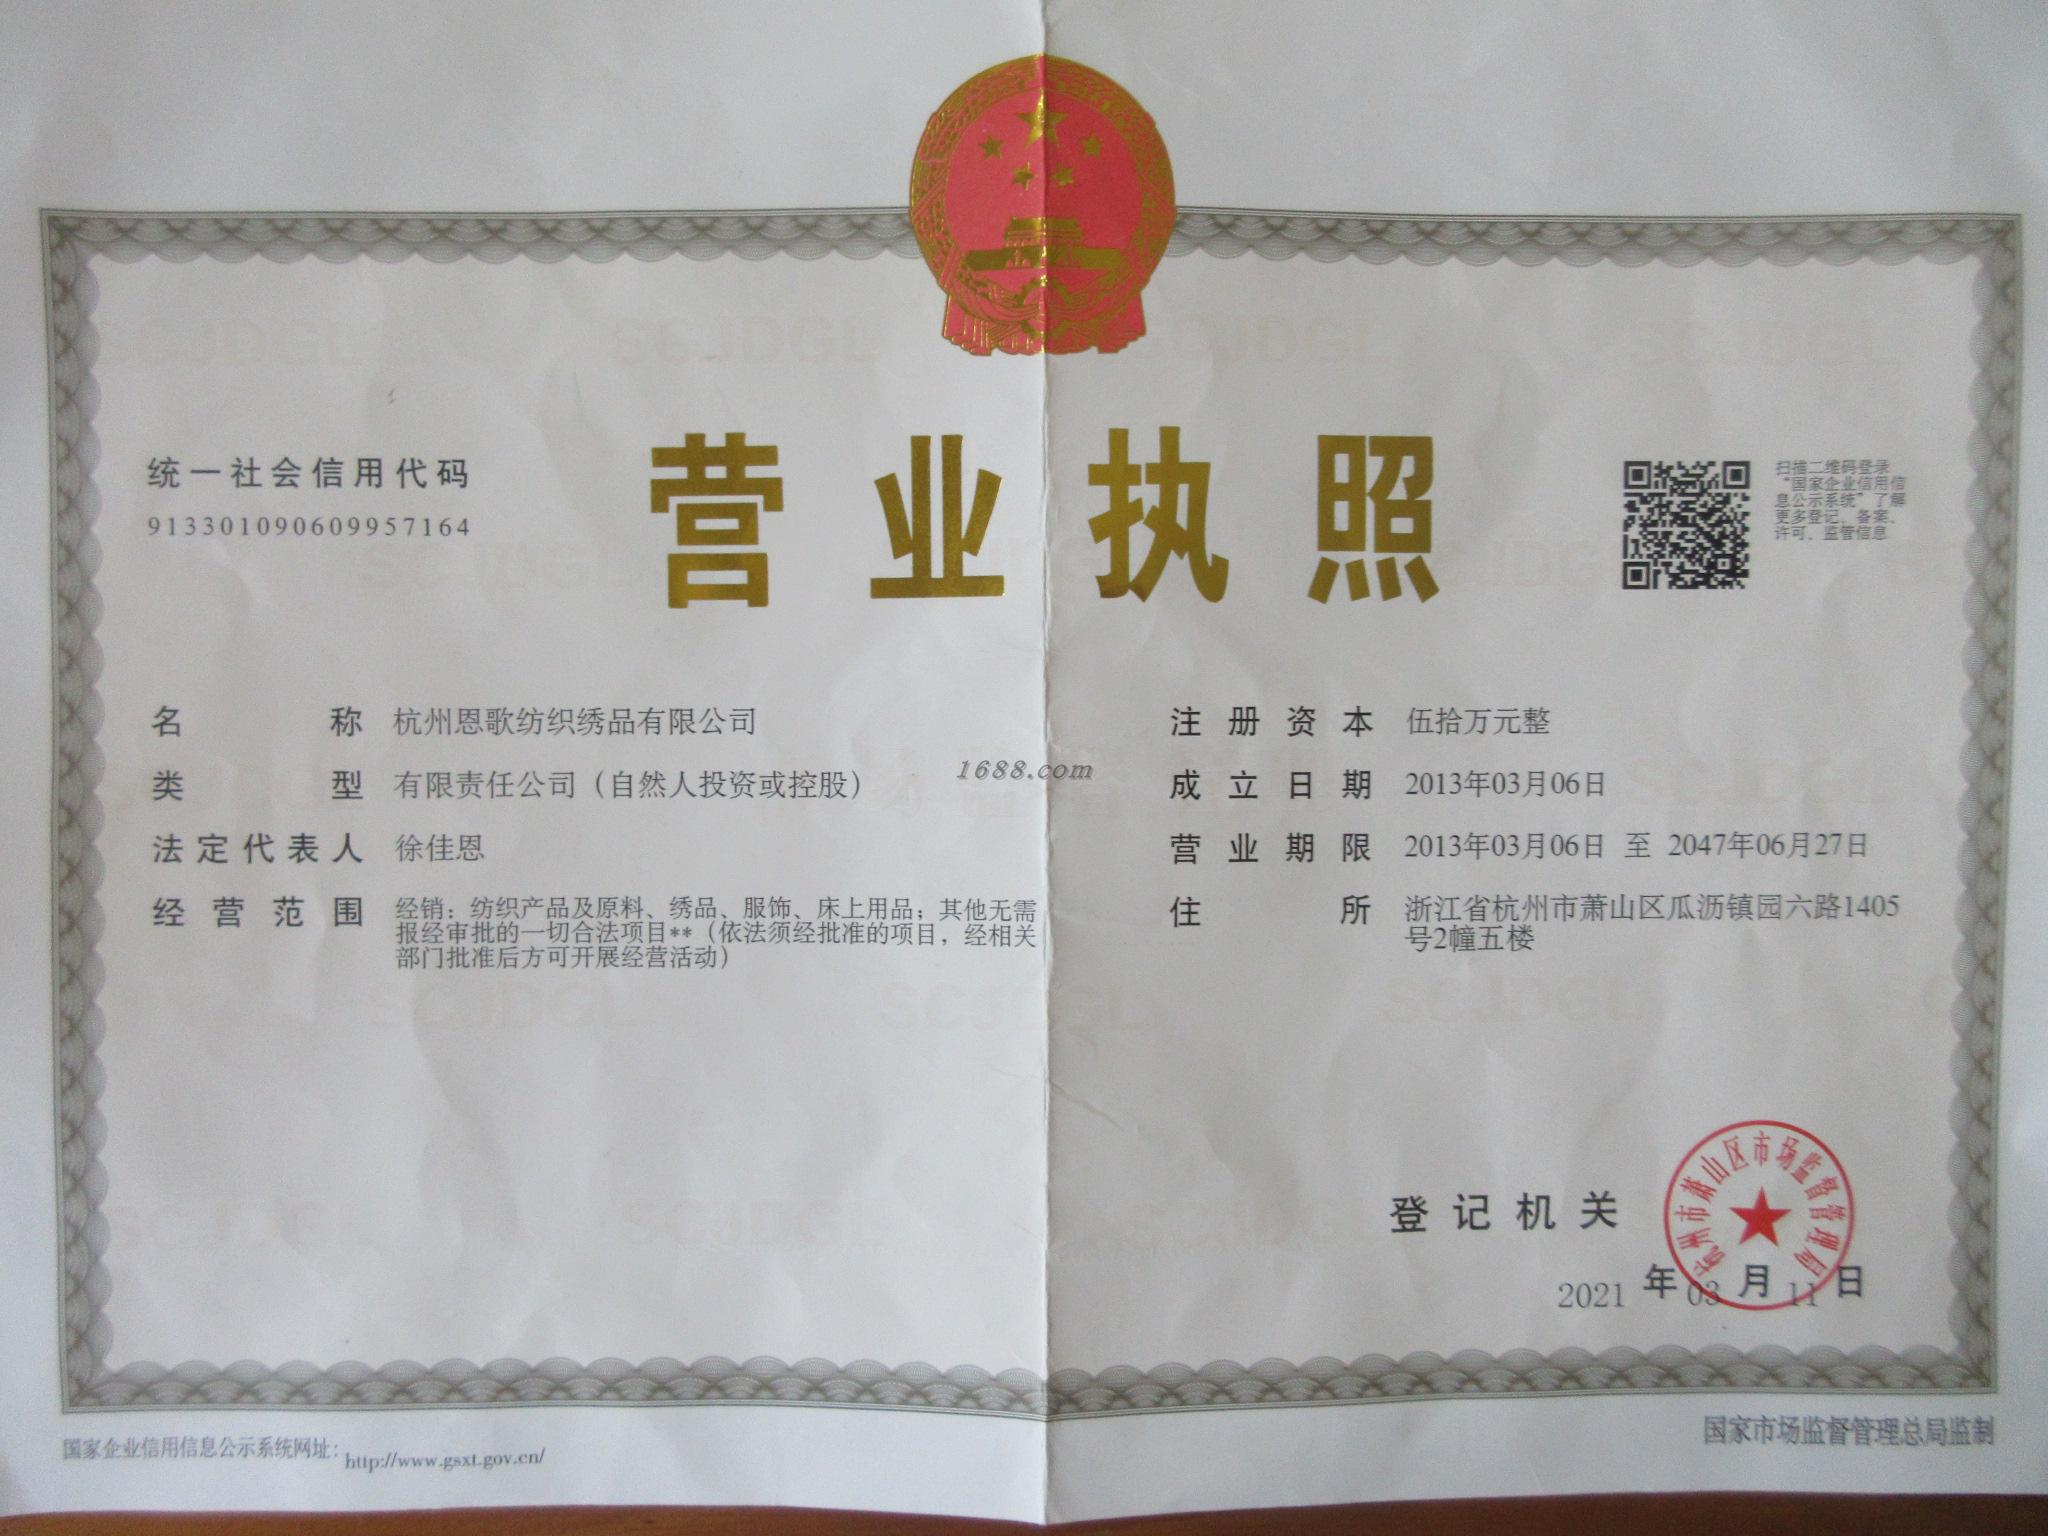 营业执照
统一社会信用代码
913301090609957164
扫描二维码登录
“国家企业信用信
息公示系统”了解
更多登记、备案、
许可、监管信息
名称 杭州恩歌纺织绣品有限公司
类型 有限责任公司（自然人投资或控股）
法定代表人 徐佳恩
经营范围 经销：纺织产品及原料、绣品、服饰、床上用品；其他无需
报经审批的一切合法项目**（依法须经批准的项目，经相关
部门批准后方可开展经营活动）
1688.com
注册资本 伍拾万元整
成立日期 2013年03月06日
营业期限 2013年03月06日 至 2047年06月27日
住所 浙江省杭州市萧山区瓜沥镇园六路1405
号2幢五楼
登记机关
杭州市萧山区市场监督管理局
2021 年 03 月 11 日
国家企业信用信息公示系统网址：http://www.gsxt.gov.cn/
国家市场监督管理总局监制